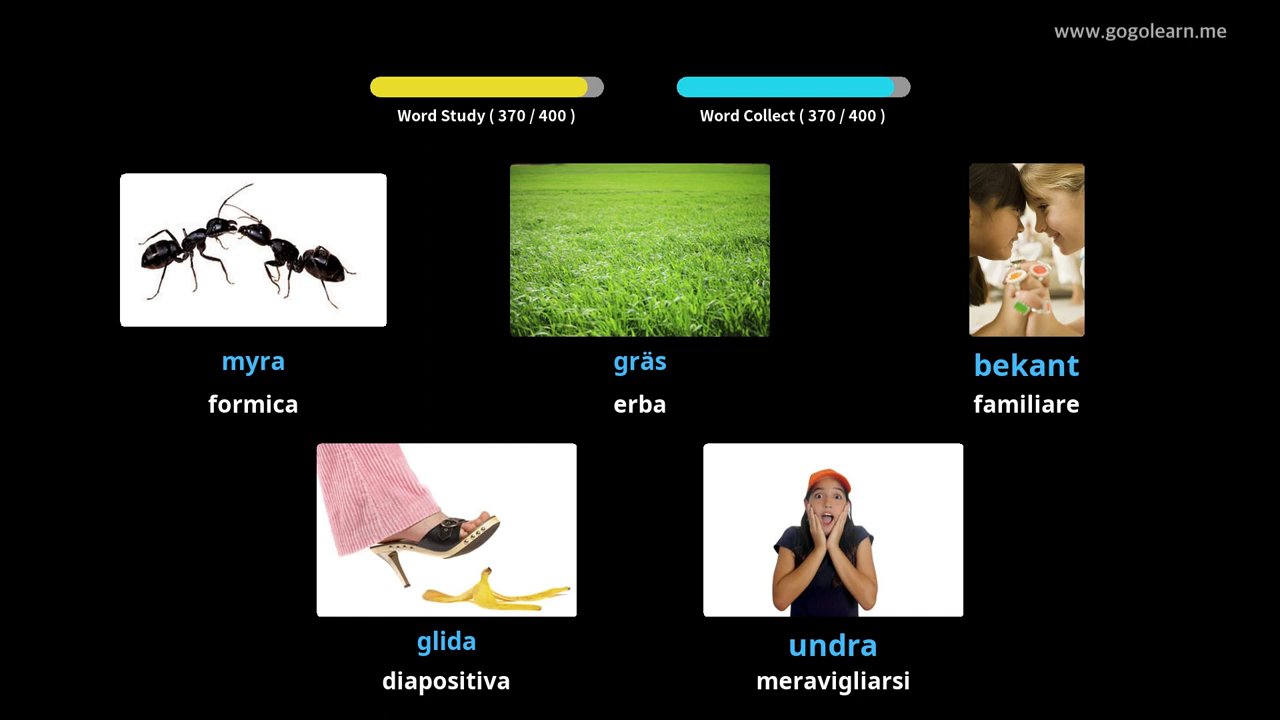 www.gogolearn.me
Word Study ( 370 / 400 )
Word Collect ( 370 / 400 )
myra
formica
gräs
erba
bekant
familiare
glida
diapositiva
undra
meravigliarsi